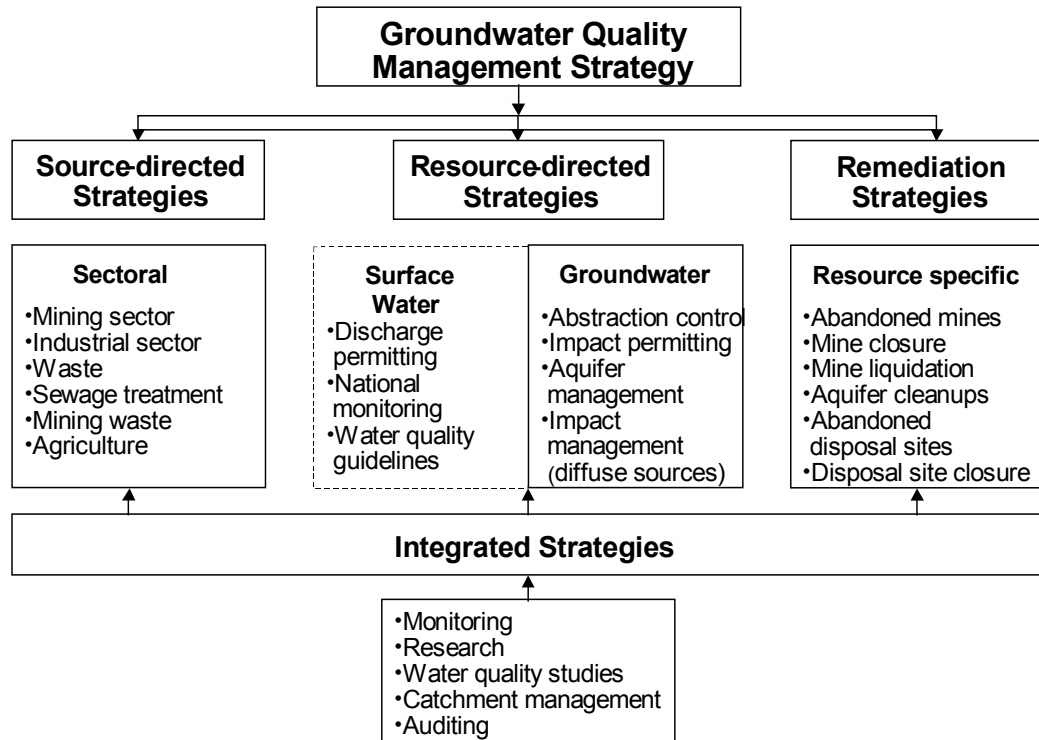 Groundwater Quality
Management Strategy
Source-directed
Strategies
Resource-directed
Strategies
Remediation
Strategies
Sectoral
•Mining sector
•Industrial sector
•Waste
•Sewage treatment
•Mining waste
•Agriculture
Surface
Water
•Discharge
permitting
•National
monitoring
•Water quality
guidelines
Groundwater
•Abstraction control
•Impact permitting
•Aquifer
management
•Impact
management
(diffuse sources)
Resource specific
•Abandoned mines
•Mine closure
•Mine liquidation
•Aquifer cleanups
•Abandoned
disposal sites
•Disposal site closure
Integrated Strategies
•Monitoring
•Research
•Water quality studies
•Catchment management
•Auditing